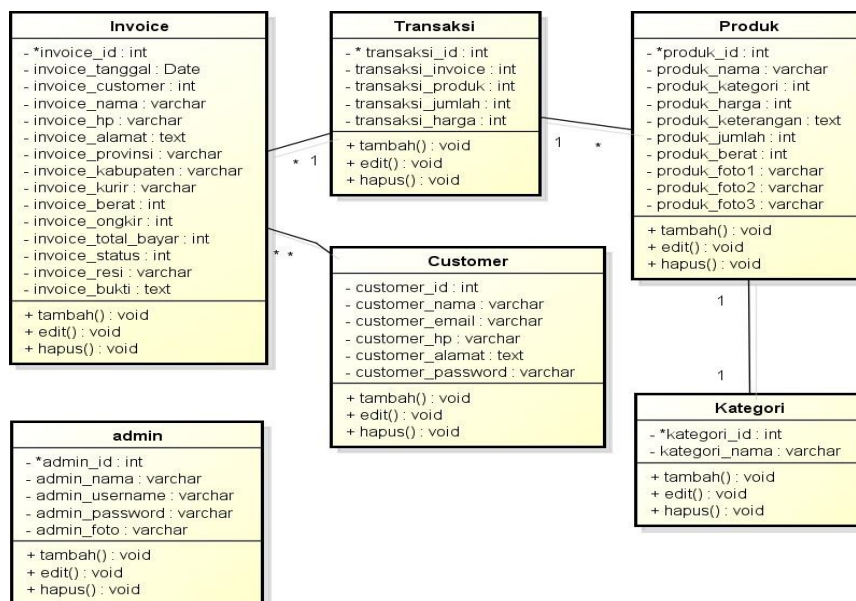 Invoice
- *invoice_id : int
- invoice_tanggal : Date
- invoice_customer : int
- invoice_nama : varchar
- invoice_hp : varchar
- invoice_alamat : text
- invoice_provinsi : varchar
- invoice_kabupaten : varchar
- invoice_kurir : varchar
- invoice_berat : int
- invoice_ongkir : int
- invoice_total_bayar : int
- invoice_status : int
- invoice_resi : varchar
- invoice_bukti : text
+ tambah() : void
+ edit() : void
+ hapus() : void
* 1
* *
Transaksi
- * transaksi_id : int
- transaksi_invoice : int
- transaksi_produk : int
- transaksi_jumlah : int
- transaksi_harga : int
+ tambah() : void
+ edit() : void
+ hapus() : void
1 *
Produk
- *produk_id : int
- produk_nama : varchar
- produk_kategori : int
- produk_harga : int
- produk_keterangan : text
- produk_jumlah : int
- produk_berat : int
- produk_foto1 : varchar
- produk_foto2 : varchar
- produk_foto3 : varchar
+ tambah() : void
+ edit() : void
+ hapus() : void
1
1
Customer
- customer_id : int
- customer_nama : varchar
- customer_email : varchar
- customer_hp : varchar
- customer_alamat : text
- customer_password : varchar
+ tambah() : void
+ edit() : void
+ hapus() : void
Kategori
- *kategori_id : int
- kategori_nama : varchar
+ tambah() : void
+ edit() : void
+ hapus() : void
admin
- *admin_id : int
- admin_nama : varchar
- admin_username : varchar
- admin_password : varchar
- admin_foto : varchar
+ tambah() : void
+ edit() : void
+ hapus() : void